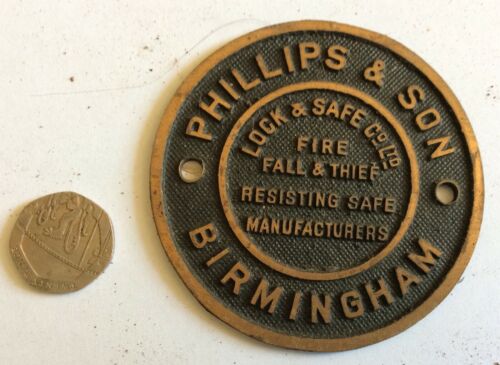 PHILLIPS & SON
LOCK & SAFE CO LTD
FIRE
FALL & THIEF
RESISTING SAFE
MANUFACTURERS
BIRMINGHAM